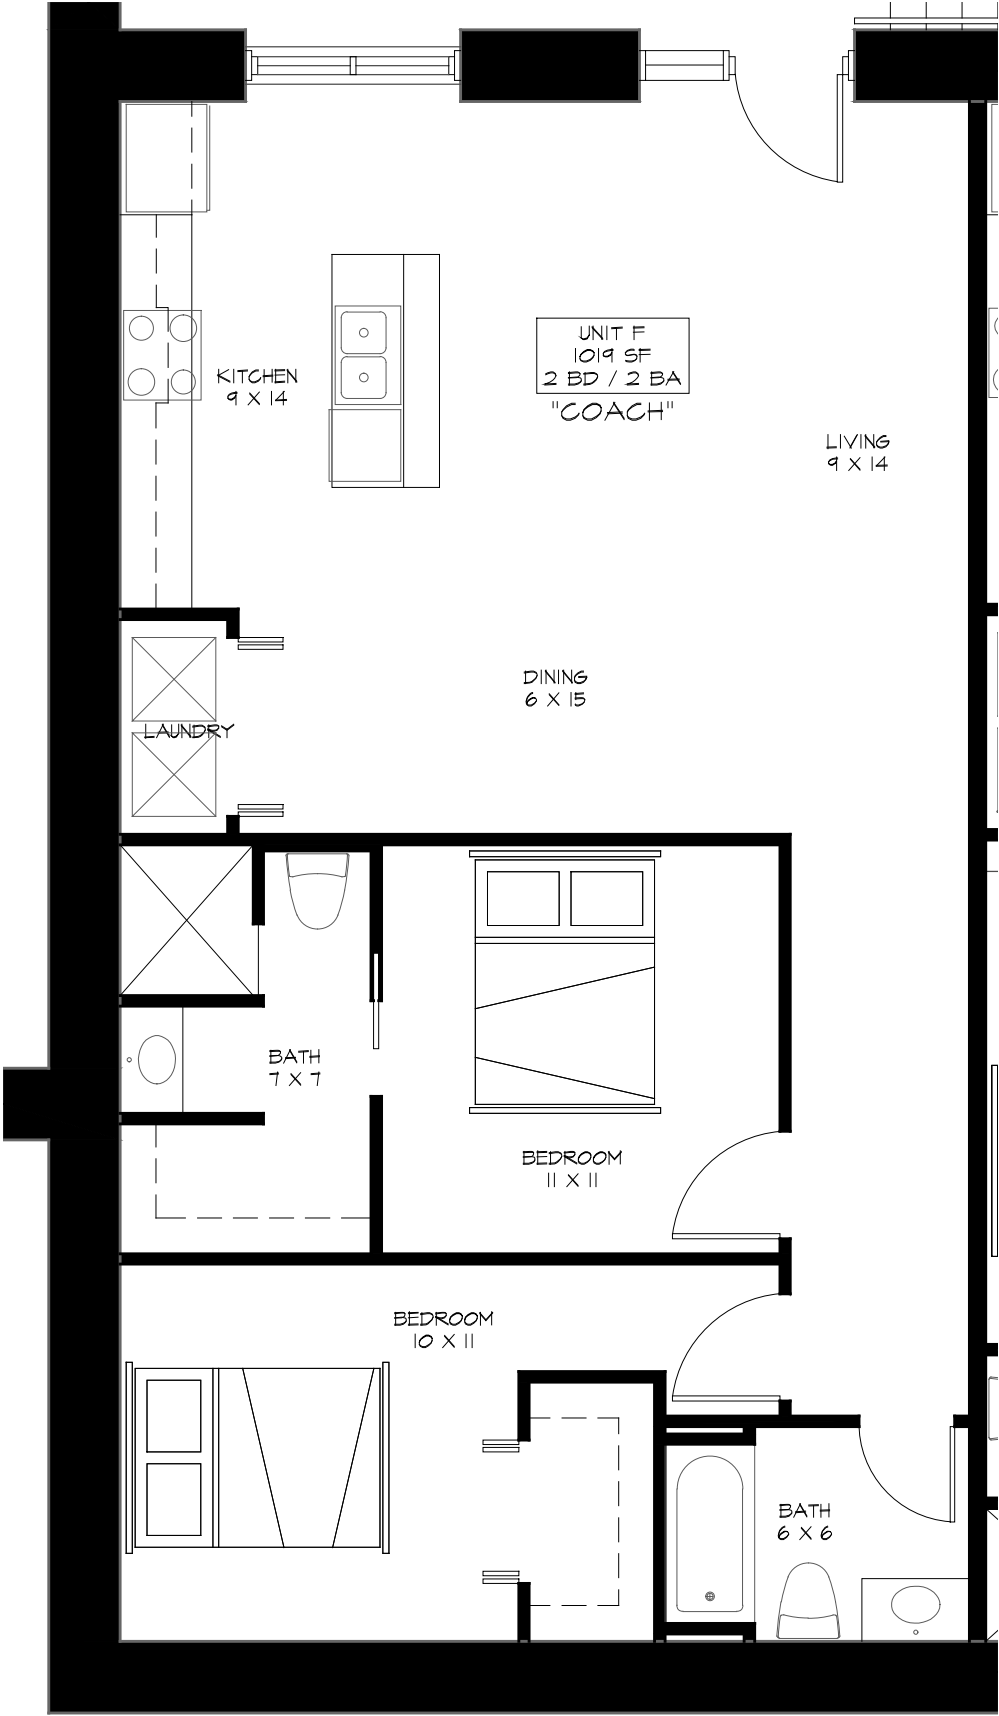 UNIT F
1019 SF
2 BD / 2 BA
"COACH"
KITCHEN
9 X 14
LIVING
9 X 14
DINING
6 X 15
LAUNDRY
BATH
7 X 7
BEDROOM
11 X 11
BEDROOM
10 X 11
BATH
6 X 6